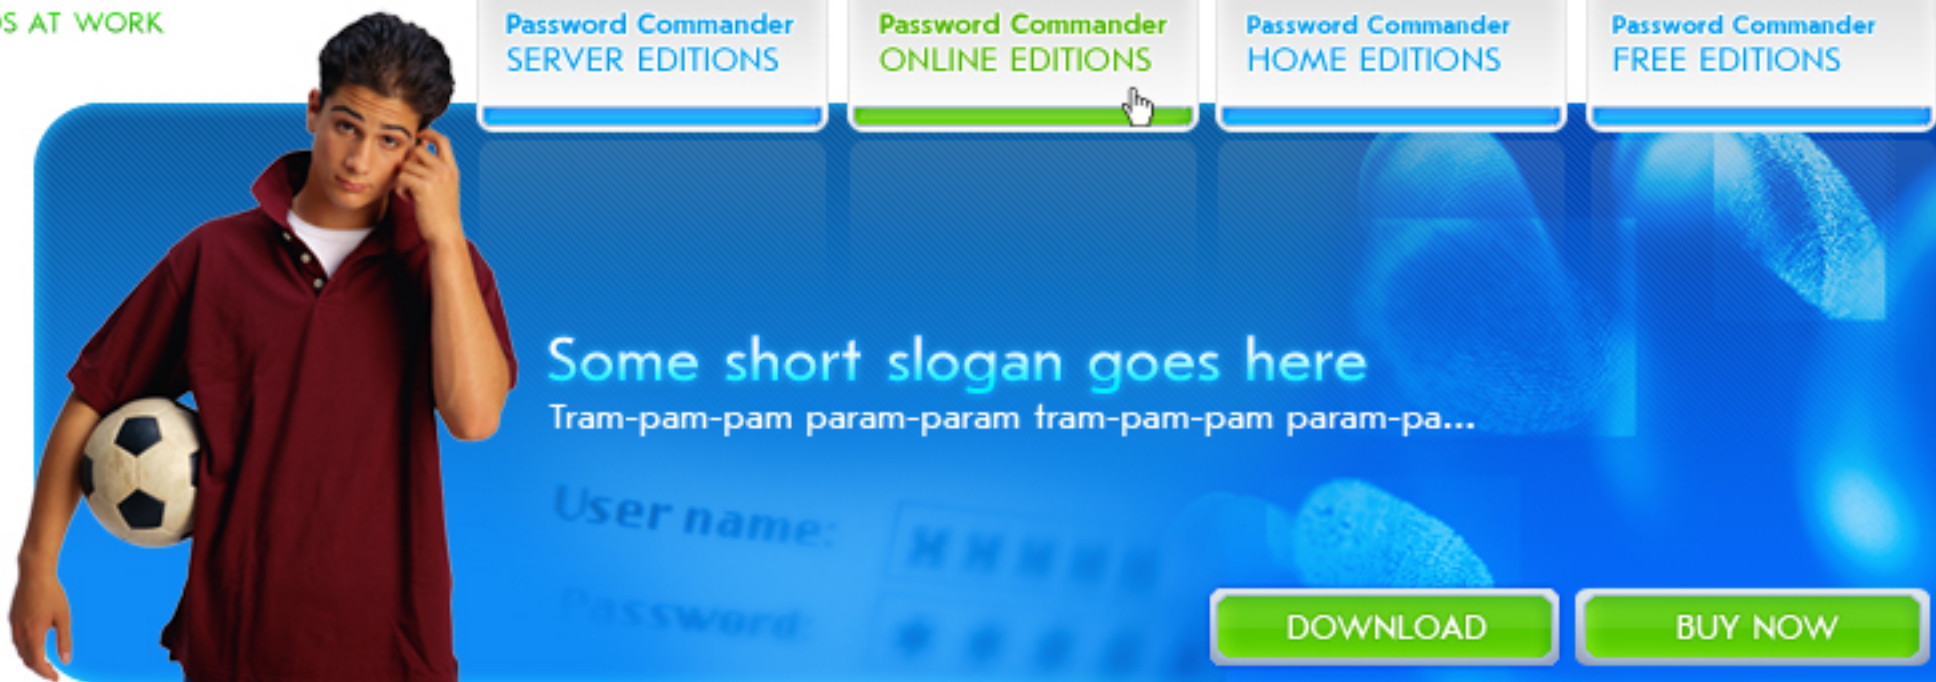 S AT WORK
Password Commander
SERVER EDITIONS
Password Commander
ONLINE EDITIONS
Password Commander
HOME EDITIONS
Password Commander
FREE EDITIONS
Some short slogan goes here
Tram-pam-pam param-param tram-pam-pam param-pa...
User name:
Password:
DOWNLOAD
BUY NOW